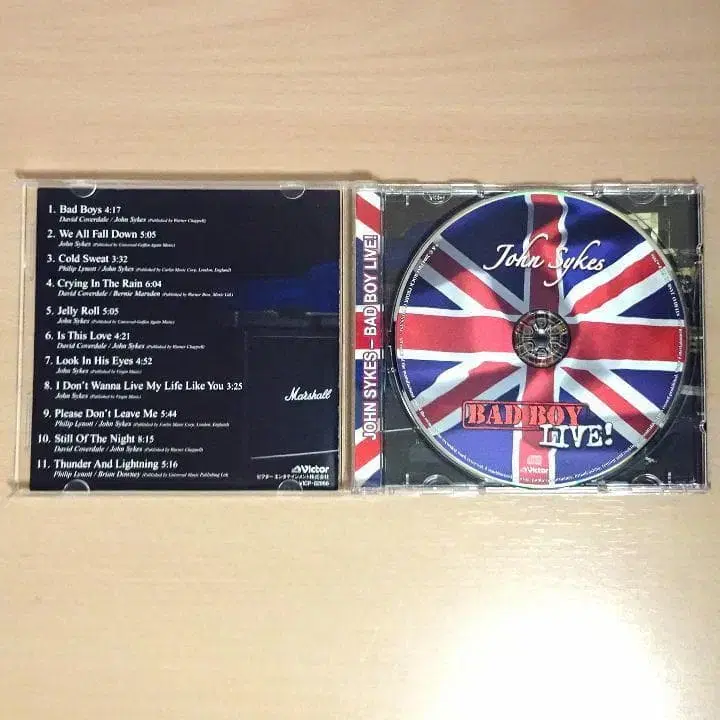 1. Bad Boys 4:17
David Coverdale / John Sykes (Published by Warner Chappell)
2. We All Fall Down 5:05
John Sykes (Published by Universal-Geffen Again Music)
3. Cold Sweat 3:32
Philip Lynott / John Sykes (Published by Carlin Music Corp. London, England)
4. Crying In The Rain 6:04
David Coverdale / Bernie Marsden (Published by Warner Bros. Music Ltd.)
5. Jelly Roll 5:05
John Sykes (Published by Universal-Geffen Again Music)
6. Is This Love 4:21
David Coverdale / John Sykes (Published by Warner Chappell)
7. Look In His Eyes 4:52
John Sykes (Published by Virgin Music)
8. I Don't Wanna Live My Life Like You 3:25
John Sykes (Published by Virgin Music)
9. Please Don't Leave Me 5:44
Philip Lynott / John Sykes (Published by Music Corp. London, England)
10. Still Of The Night 8:15
David Coverdale / John Sykes (Published by Warner Chappell)
11. Thunder And Lightning 5:16
Philip Lynott / Brian Downey (Published by Universal Music Publishing Ltd.)
Marshall
Victor
ビクター エンタテインメント株式会社
JOHN SYKES – BAD BOY LIVE!
John Sykes
BAD BOY
LIVE!
Victor